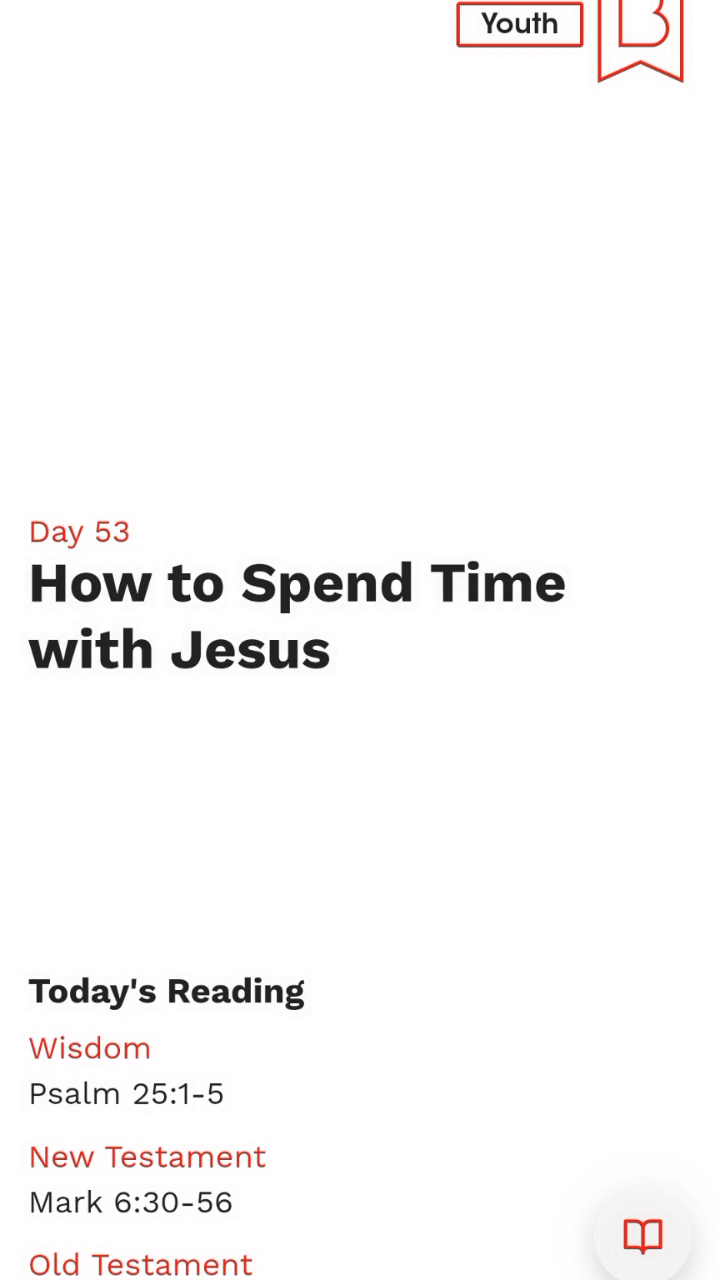 Youth
Day 53
How to Spend Time
with Jesus
Today's Reading
Wisdom
Psalm 25:1-5
New Testament
Mark 6:30-56
Old Testament